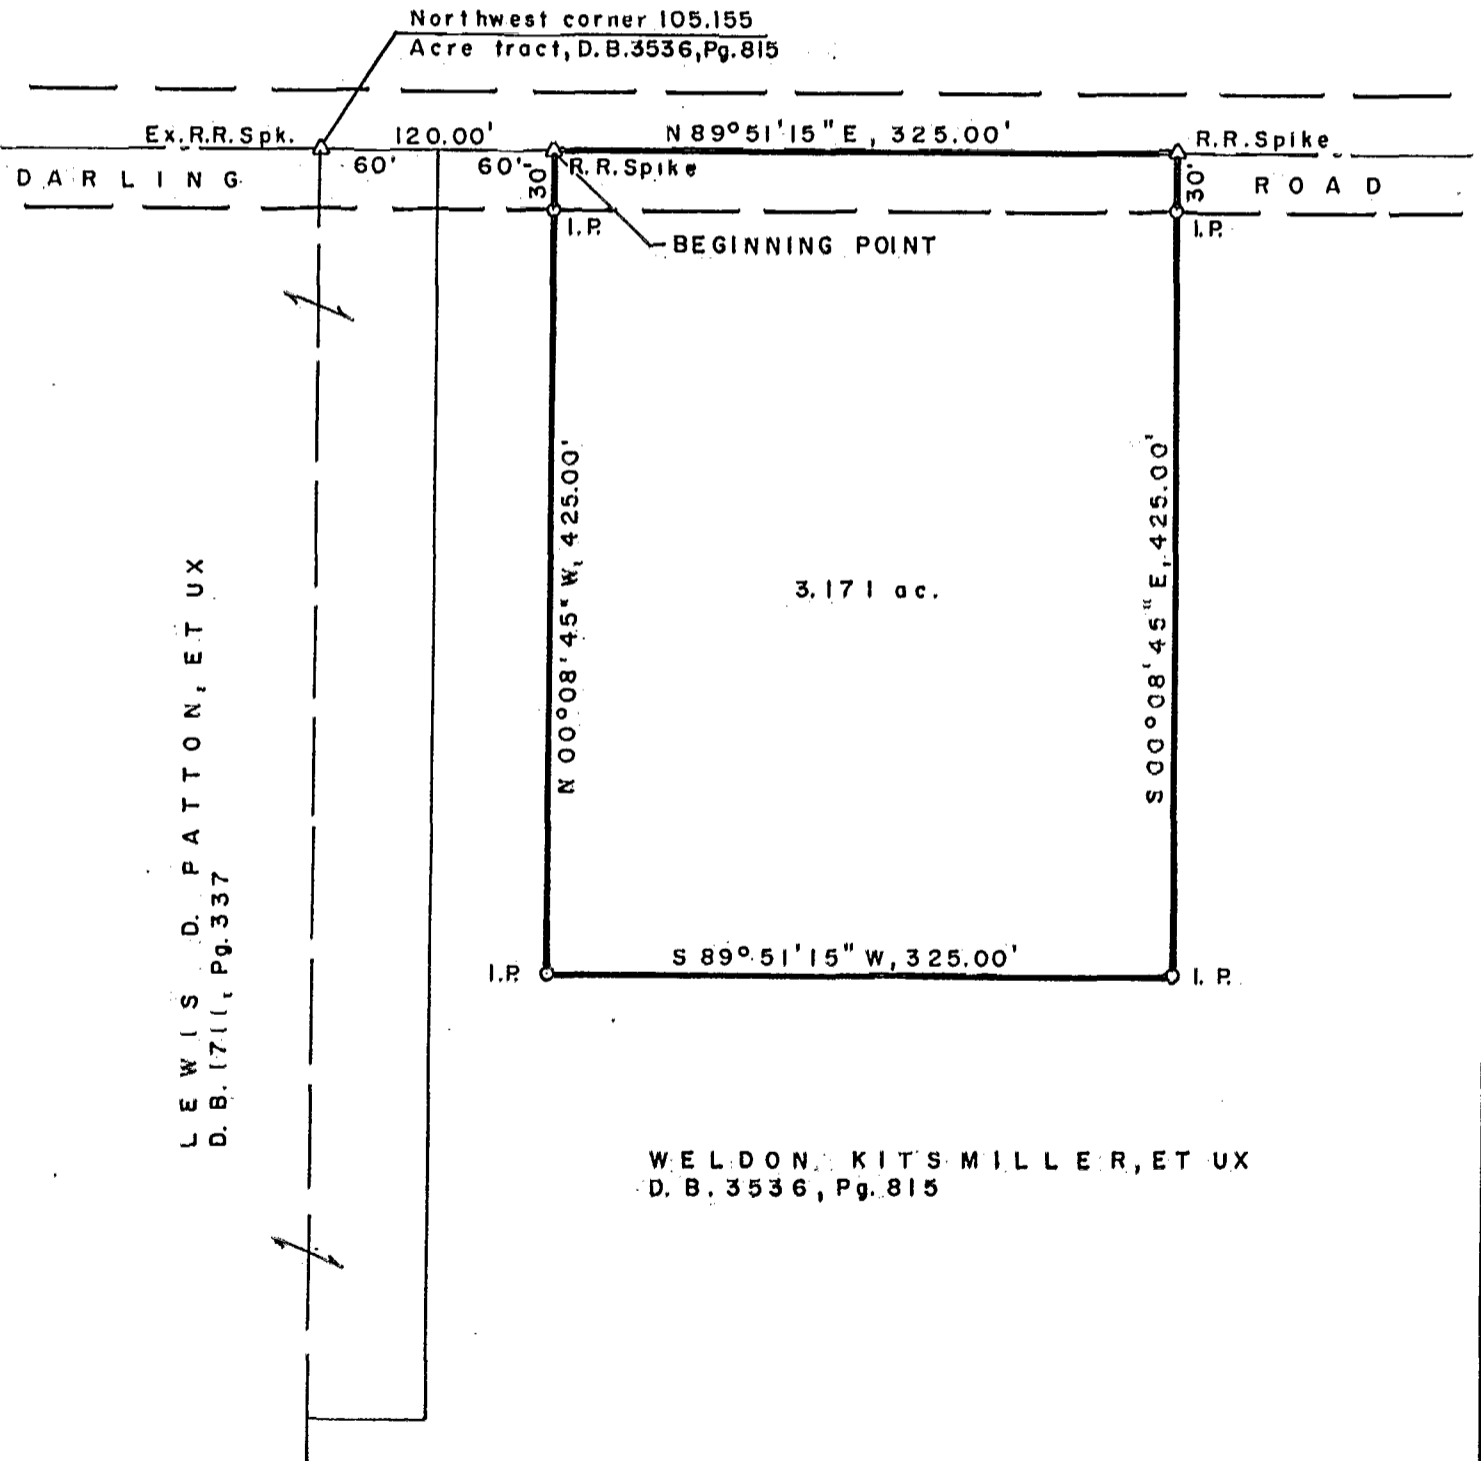 Northwest corner 105.155
Acre tract, D.B.3536, Pg.815
Ex.R.R.Spk.
120.00'
N 89°51'15" E, 325.00'
R.R.Spike
60'
60'
R.R.Spike
30'
30'
DARLING
ROAD
I.P.
I.P.
BEGINNING POINT
N 00°08'45" W, 425.00'
S 00°08'45" E, 425.00'
3.171 ac.
LEWIS D. PATTON, ET UX
D.B. 1711, Pg. 337
S 89°51'15" W, 325.00'
I.P.
I.P.
WELDON KITSMILLER, ET UX
D.B. 3536, Pg. 815